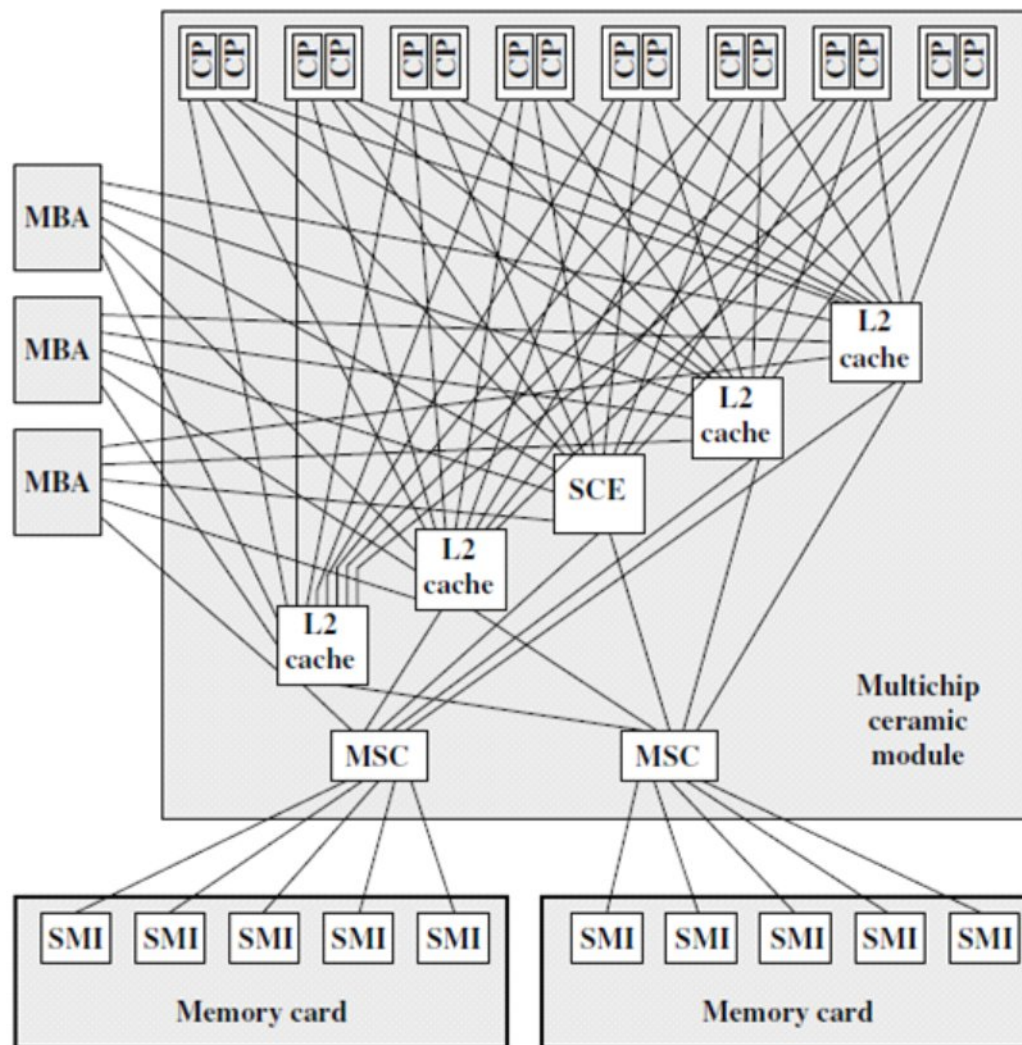 CP CP CP CP CP CP CP CP CP CP CP CP CP CP CP CP
MBA
L2
cache
MBA
L2
cache
MBA
SCE
L2
cache
L2
cache
Multichip
ceramic
module
MSC MSC
SMI SMI SMI SMI SMI SMI SMI SMI SMI SMI
Memory card Memory card